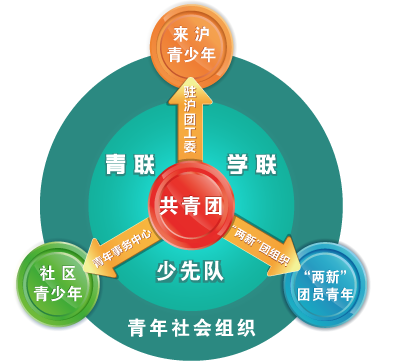 来沪
青少年
驻沪团工委
青联
学联
共青团
青年事务中心
“两新”团组织
社区
青少年
少先队
“两新”
团员青年
青年社会组织